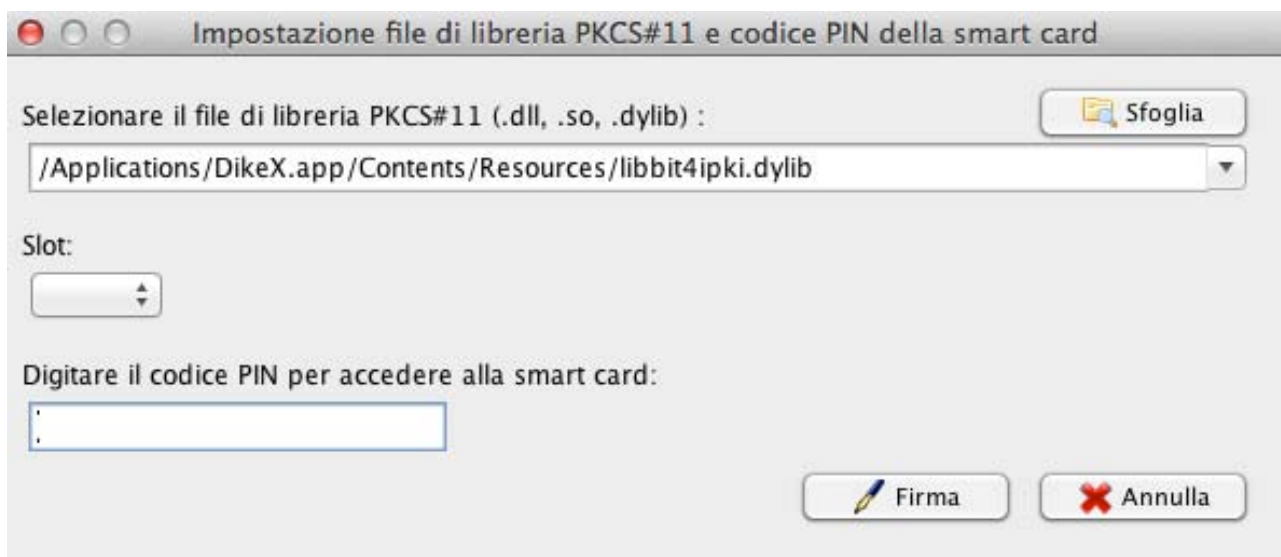 Impostazione file di libreria PKCS#11 e codice PIN della smart card
Selezionare il file di libreria PKCS#11 (.dll, .so, .dylib) :
Sfoglia
/Applications/DikeX.app/Contents/Resources/libbit4ipki.dylib
Slot:
Digitare il codice PIN per accedere alla smart card:
Firma
Annulla